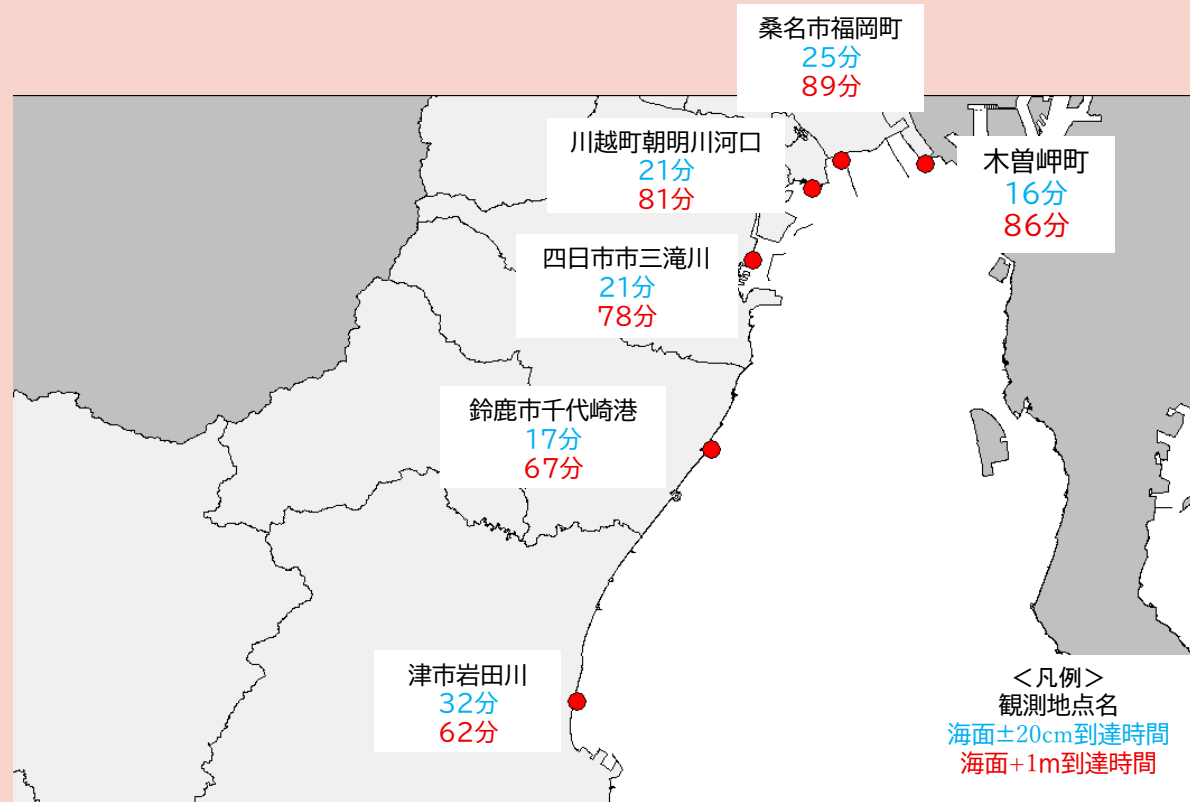 桑名市福岡町
25分
89分
川越町朝明川河口
21分
81分
木曽岬町
16分
86分
四日市市三滝川
21分
78分
鈴鹿市千代崎港
17分
67分
津市岩田川
32分
62分
＜凡例＞
観測地点名
海面±20cm到達時間
海面+1m到達時間